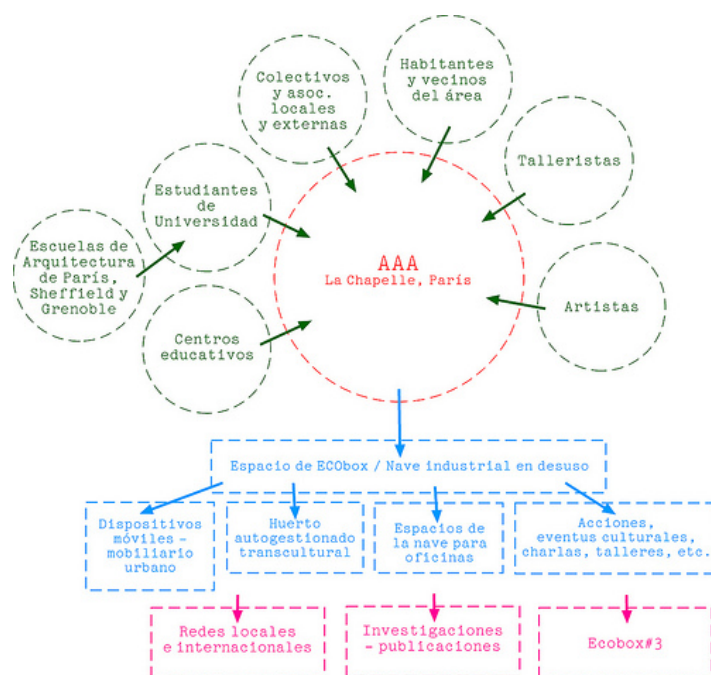 Colectivos
y asoc.
locales
y externas
Habitantes
y vecinos
del área
Talleristas
Estudiantes
de
Universidad
Escuelas de
Arquitectura
de París,
Sheffield y
Grenoble
AAA
La Chapelle, París
Artistas
Centros
educativos
Espacio de ECObox / Nave industrial en desuso
Dispositivos
móviles –
mobiliario
urbano
Huerto
autogestionado
transcultural
Espacios de
la nave para
oficinas
Acciones,
eventus culturales,
charlas, talleres, etc.
Redes locales
e internacionales
Investigaciones
– publicaciones
Ecobox#3